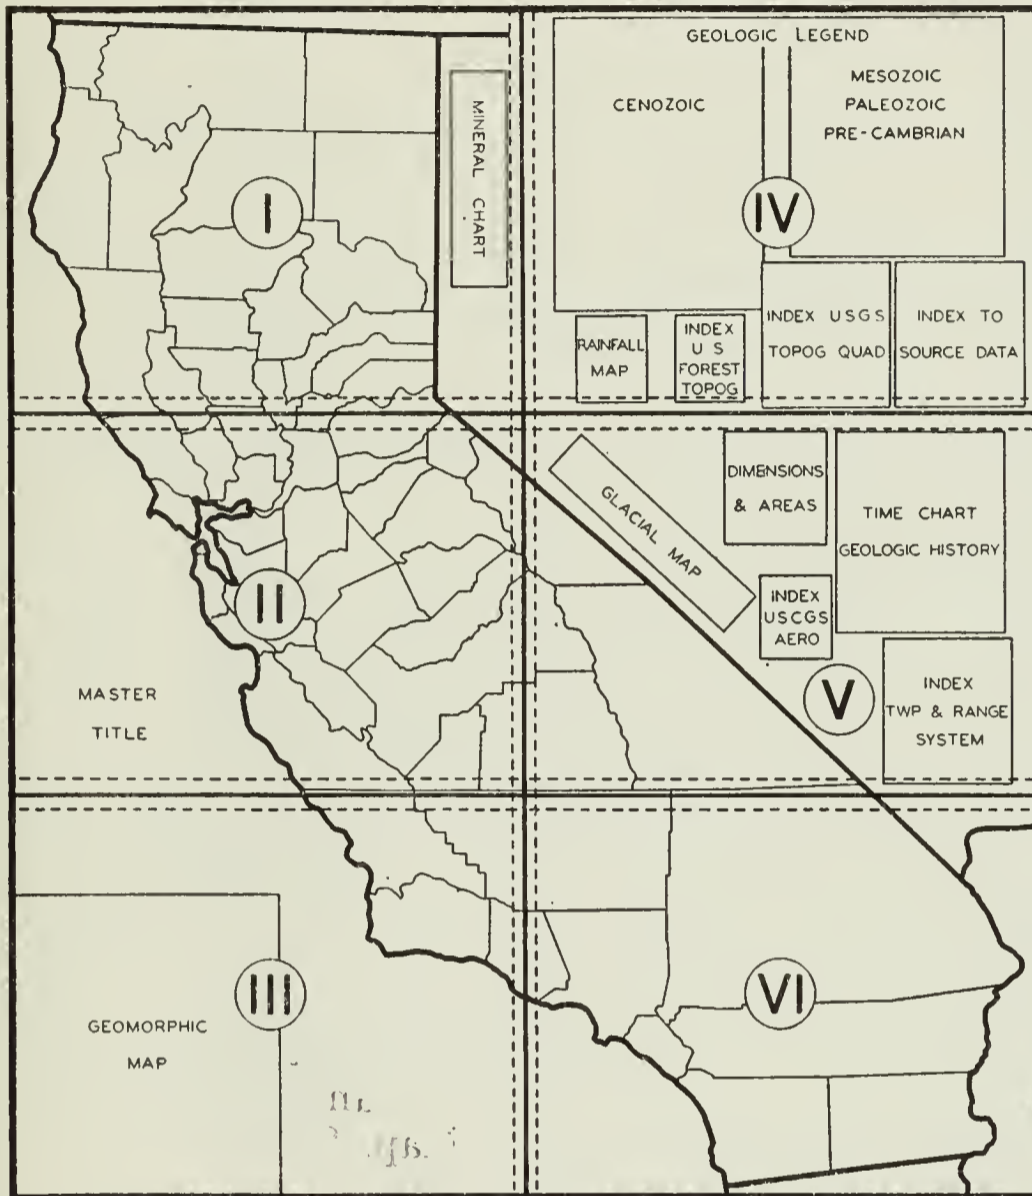 GEOLOGIC LEGEND
CENOZOIC
MESOZOIC
PALEOZOIC
PRE-CAMBRIAN
MINERAL CHART
I
IV
RAINFALL
MAP
INDEX
U S
FOREST
TOPOG
INDEX USGS
TOPOG QUAD
INDEX TO
SOURCE DATA
GLACIAL MAP
DIMENSIONS
& AREAS
TIME CHART
GEOLOGIC HISTORY
INDEX
USCGS
AERO
II
V
MASTER
TITLE
INDEX
TWP & RANGE
SYSTEM
III
VI
GEOMORPHIC
MAP